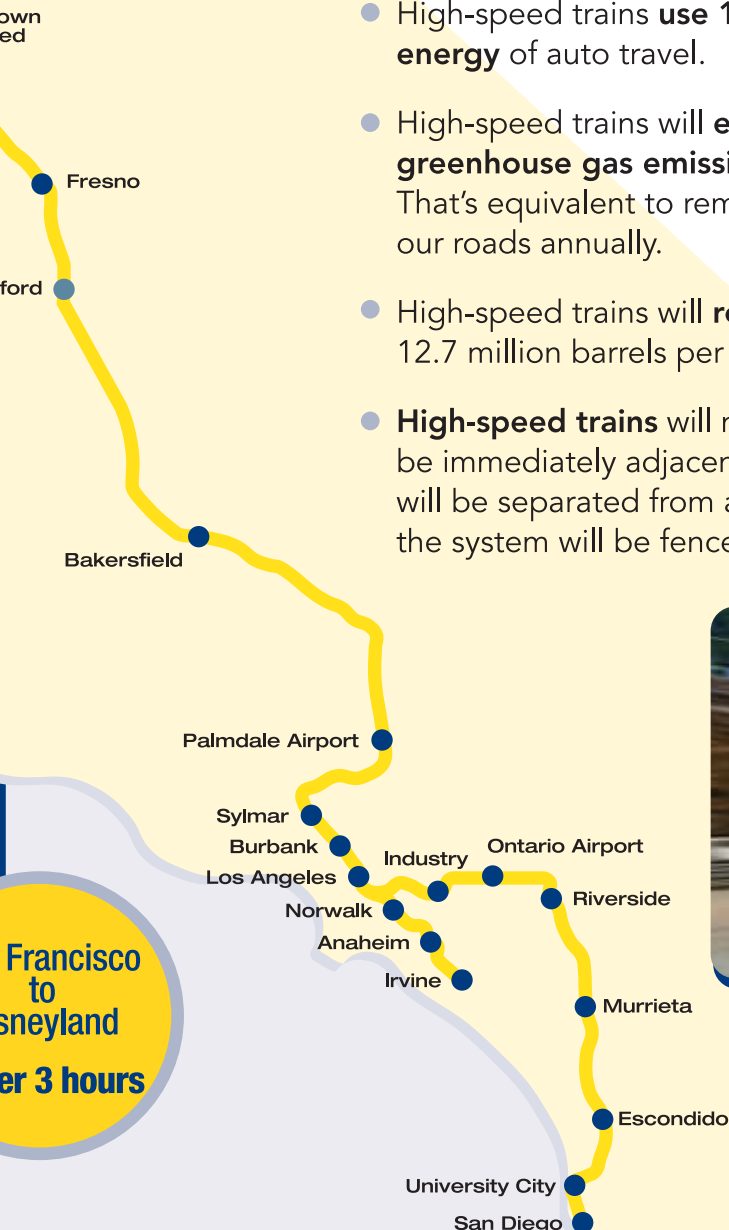 own
ed
High-speed trains use 1
energy of auto travel.
High-speed trains will e
greenhouse gas emissi
That's equivalent to rem
our roads annually.
High-speed trains will re
12.7 million barrels per
High-speed trains will n
be immediately adjacen
will be separated from a
the system will be fence
Fresno
ford
Bakersfield
Palmdale Airport
Sylmar
Burbank
Los Angeles
Industry
Ontario Airport
Riverside
Norwalk
Anaheim
Irvine
Murrieta
Escondido
University City
San Diego
Francisco
to
sneyland
er 3 hours